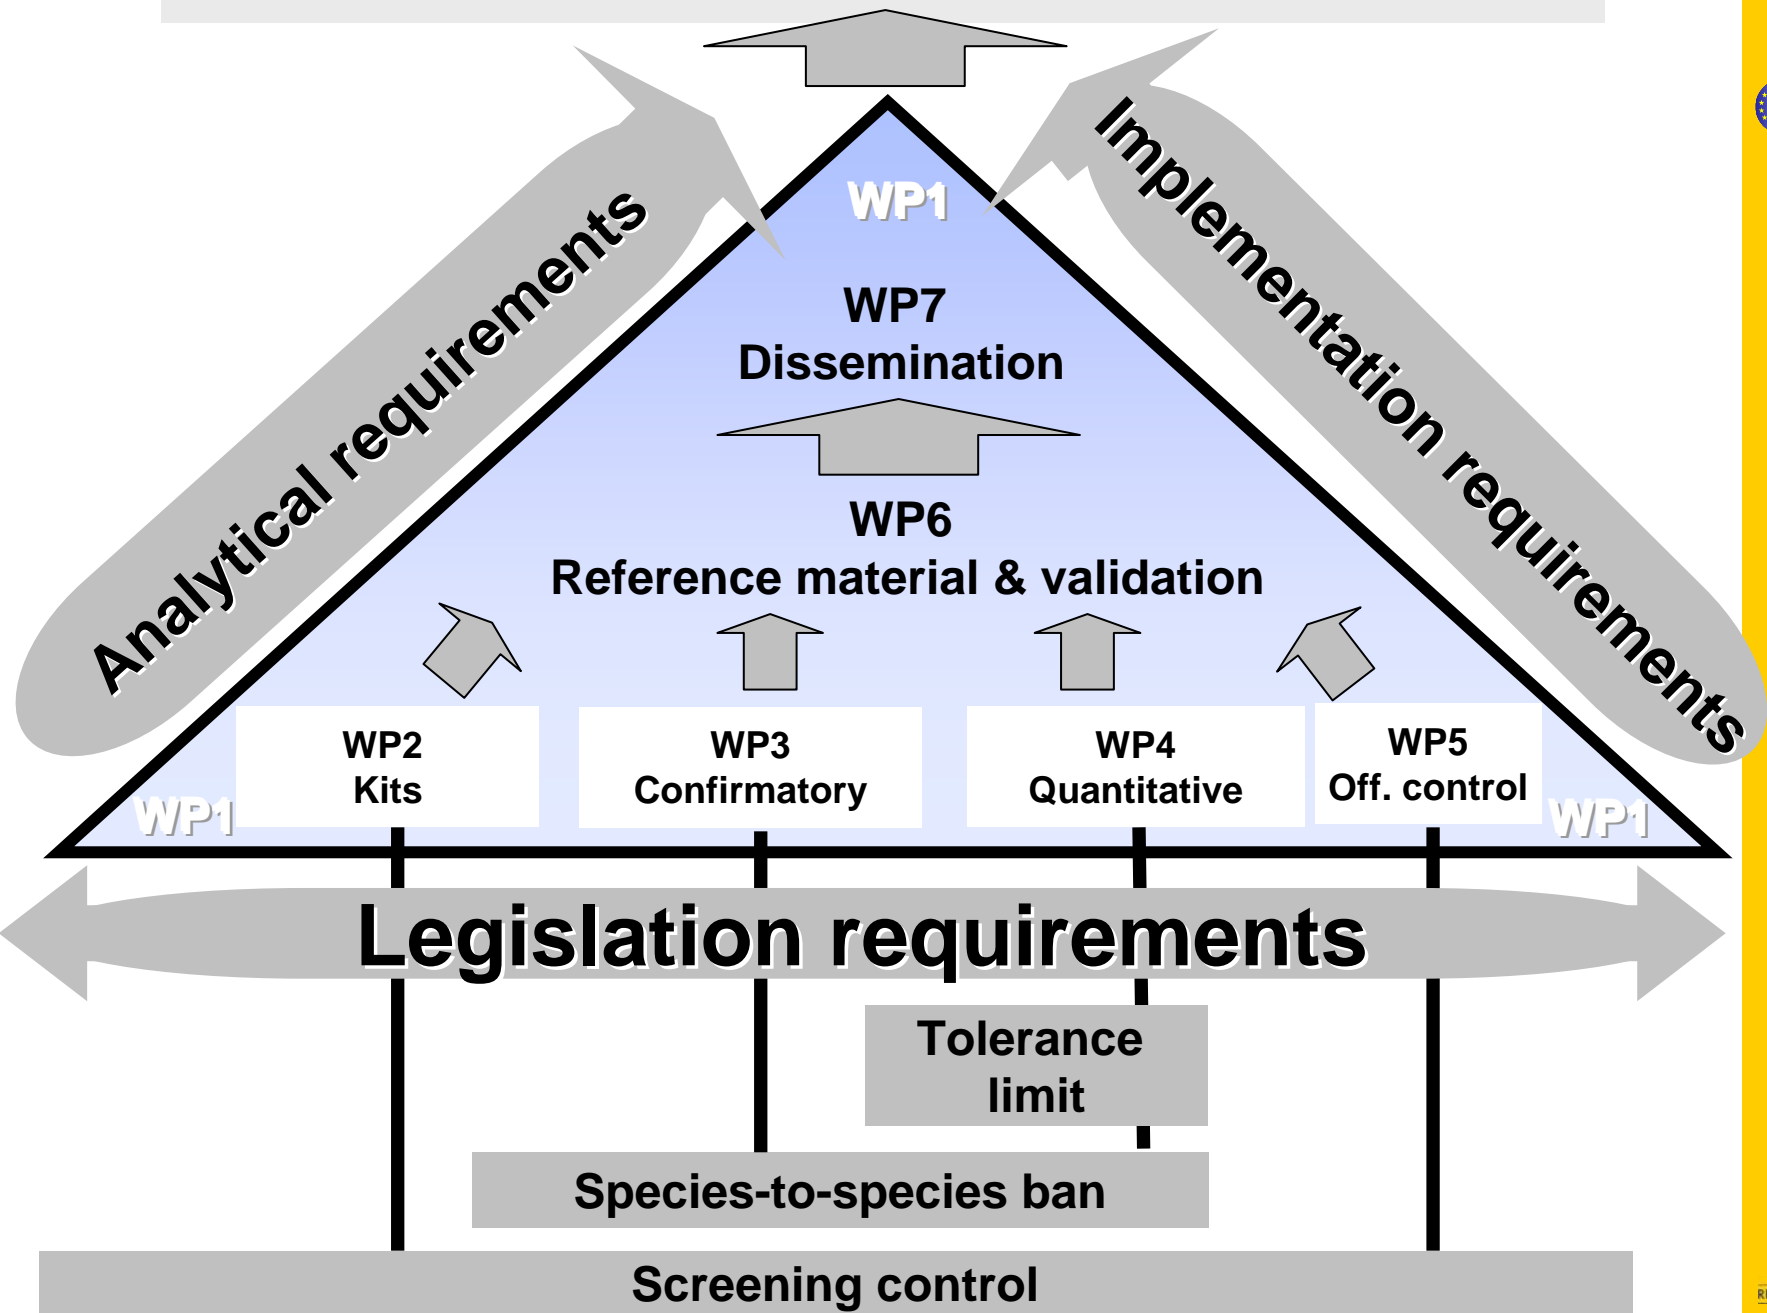 WP1
Analytical requirements
Implementation requirements
WP7
Dissemination
WP6
Reference material & validation
WP2
Kits
WP3
Confirmatory
WP4
Quantitative
WP5
Off. control
WP1
WP1
Legislation requirements
Tolerance
limit
Species-to-species ban
Screening control